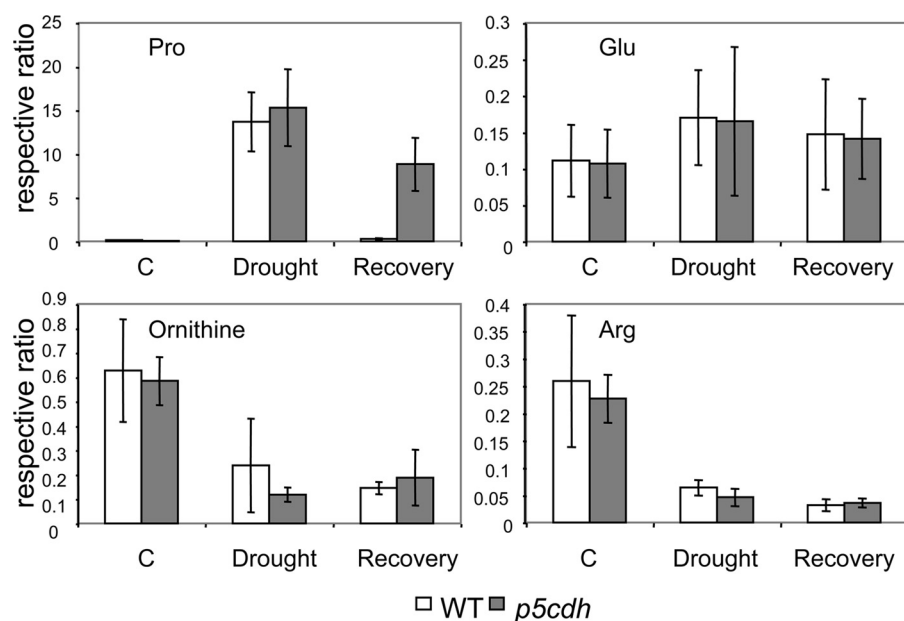 Pro
Glu
respective ratio
25
20
15
10
5
0
0.3
0.25
0.2
0.15
0.1
0.05
0
C Drought Recovery
C Drought Recovery
Ornithine
Arg
respective ratio
0.9
0.8
0.7
0.6
0.5
0.4
0.3
0.2
0.1
0
0.4
0.35
0.3
0.25
0.2
0.15
0.1
0.05
0
C Drought Recovery
C Drought Recovery
WT p5cdh